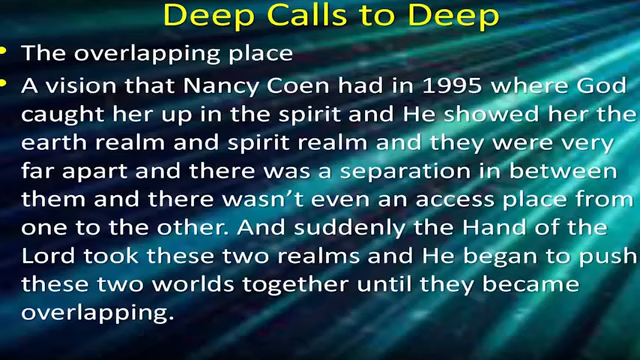 Deep Calls to Deep
• The overlapping place
• A vision that Nancy Coen had in 1995 where God
caught her up in the spirit and He showed her the
earth realm and spirit realm and they were very
far apart and there was a separation in between
them and there wasn’t even an access place from
one to the other. And suddenly the Hand of the
Lord took these two realms and He began to push
these two worlds together until they became
overlapping.